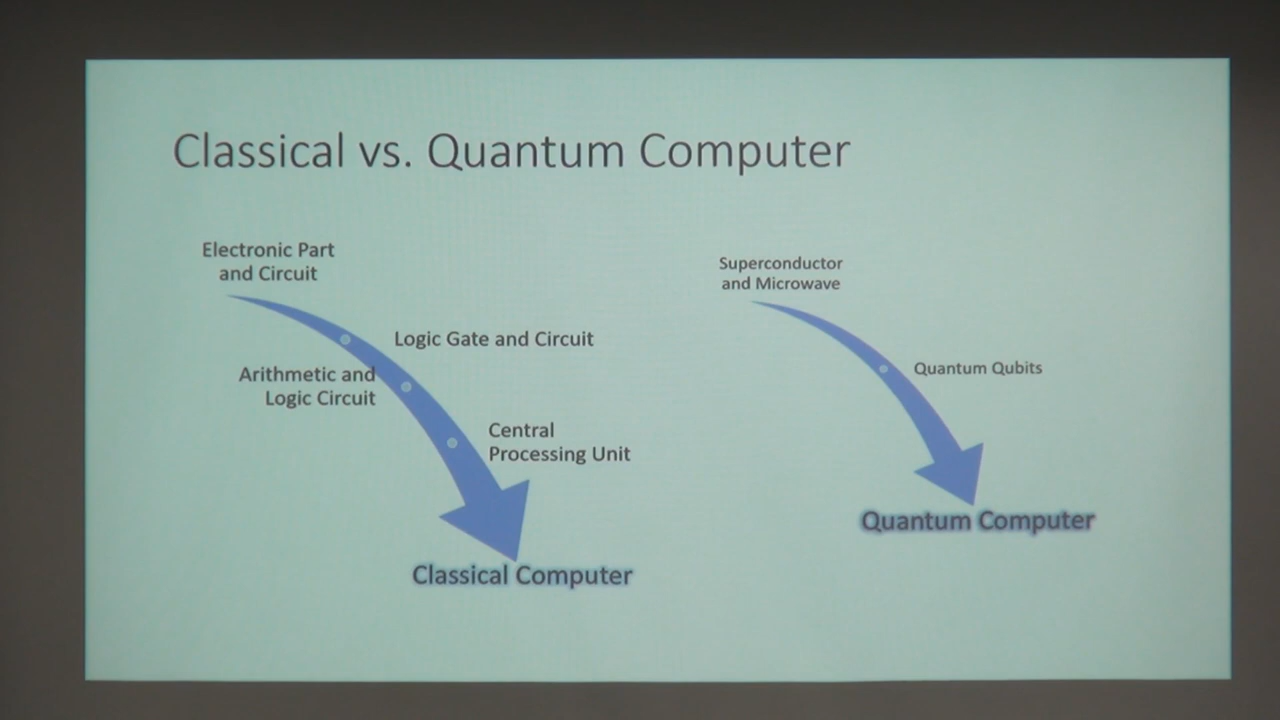 Classical vs. Quantum Computer
Electronic Part
and Circuit
Logic Gate and Circuit
Arithmetic and
Logic Circuit
Central
Processing Unit
Classical Computer
Superconductor
and Microwave
Quantum Qubits
Quantum Computer